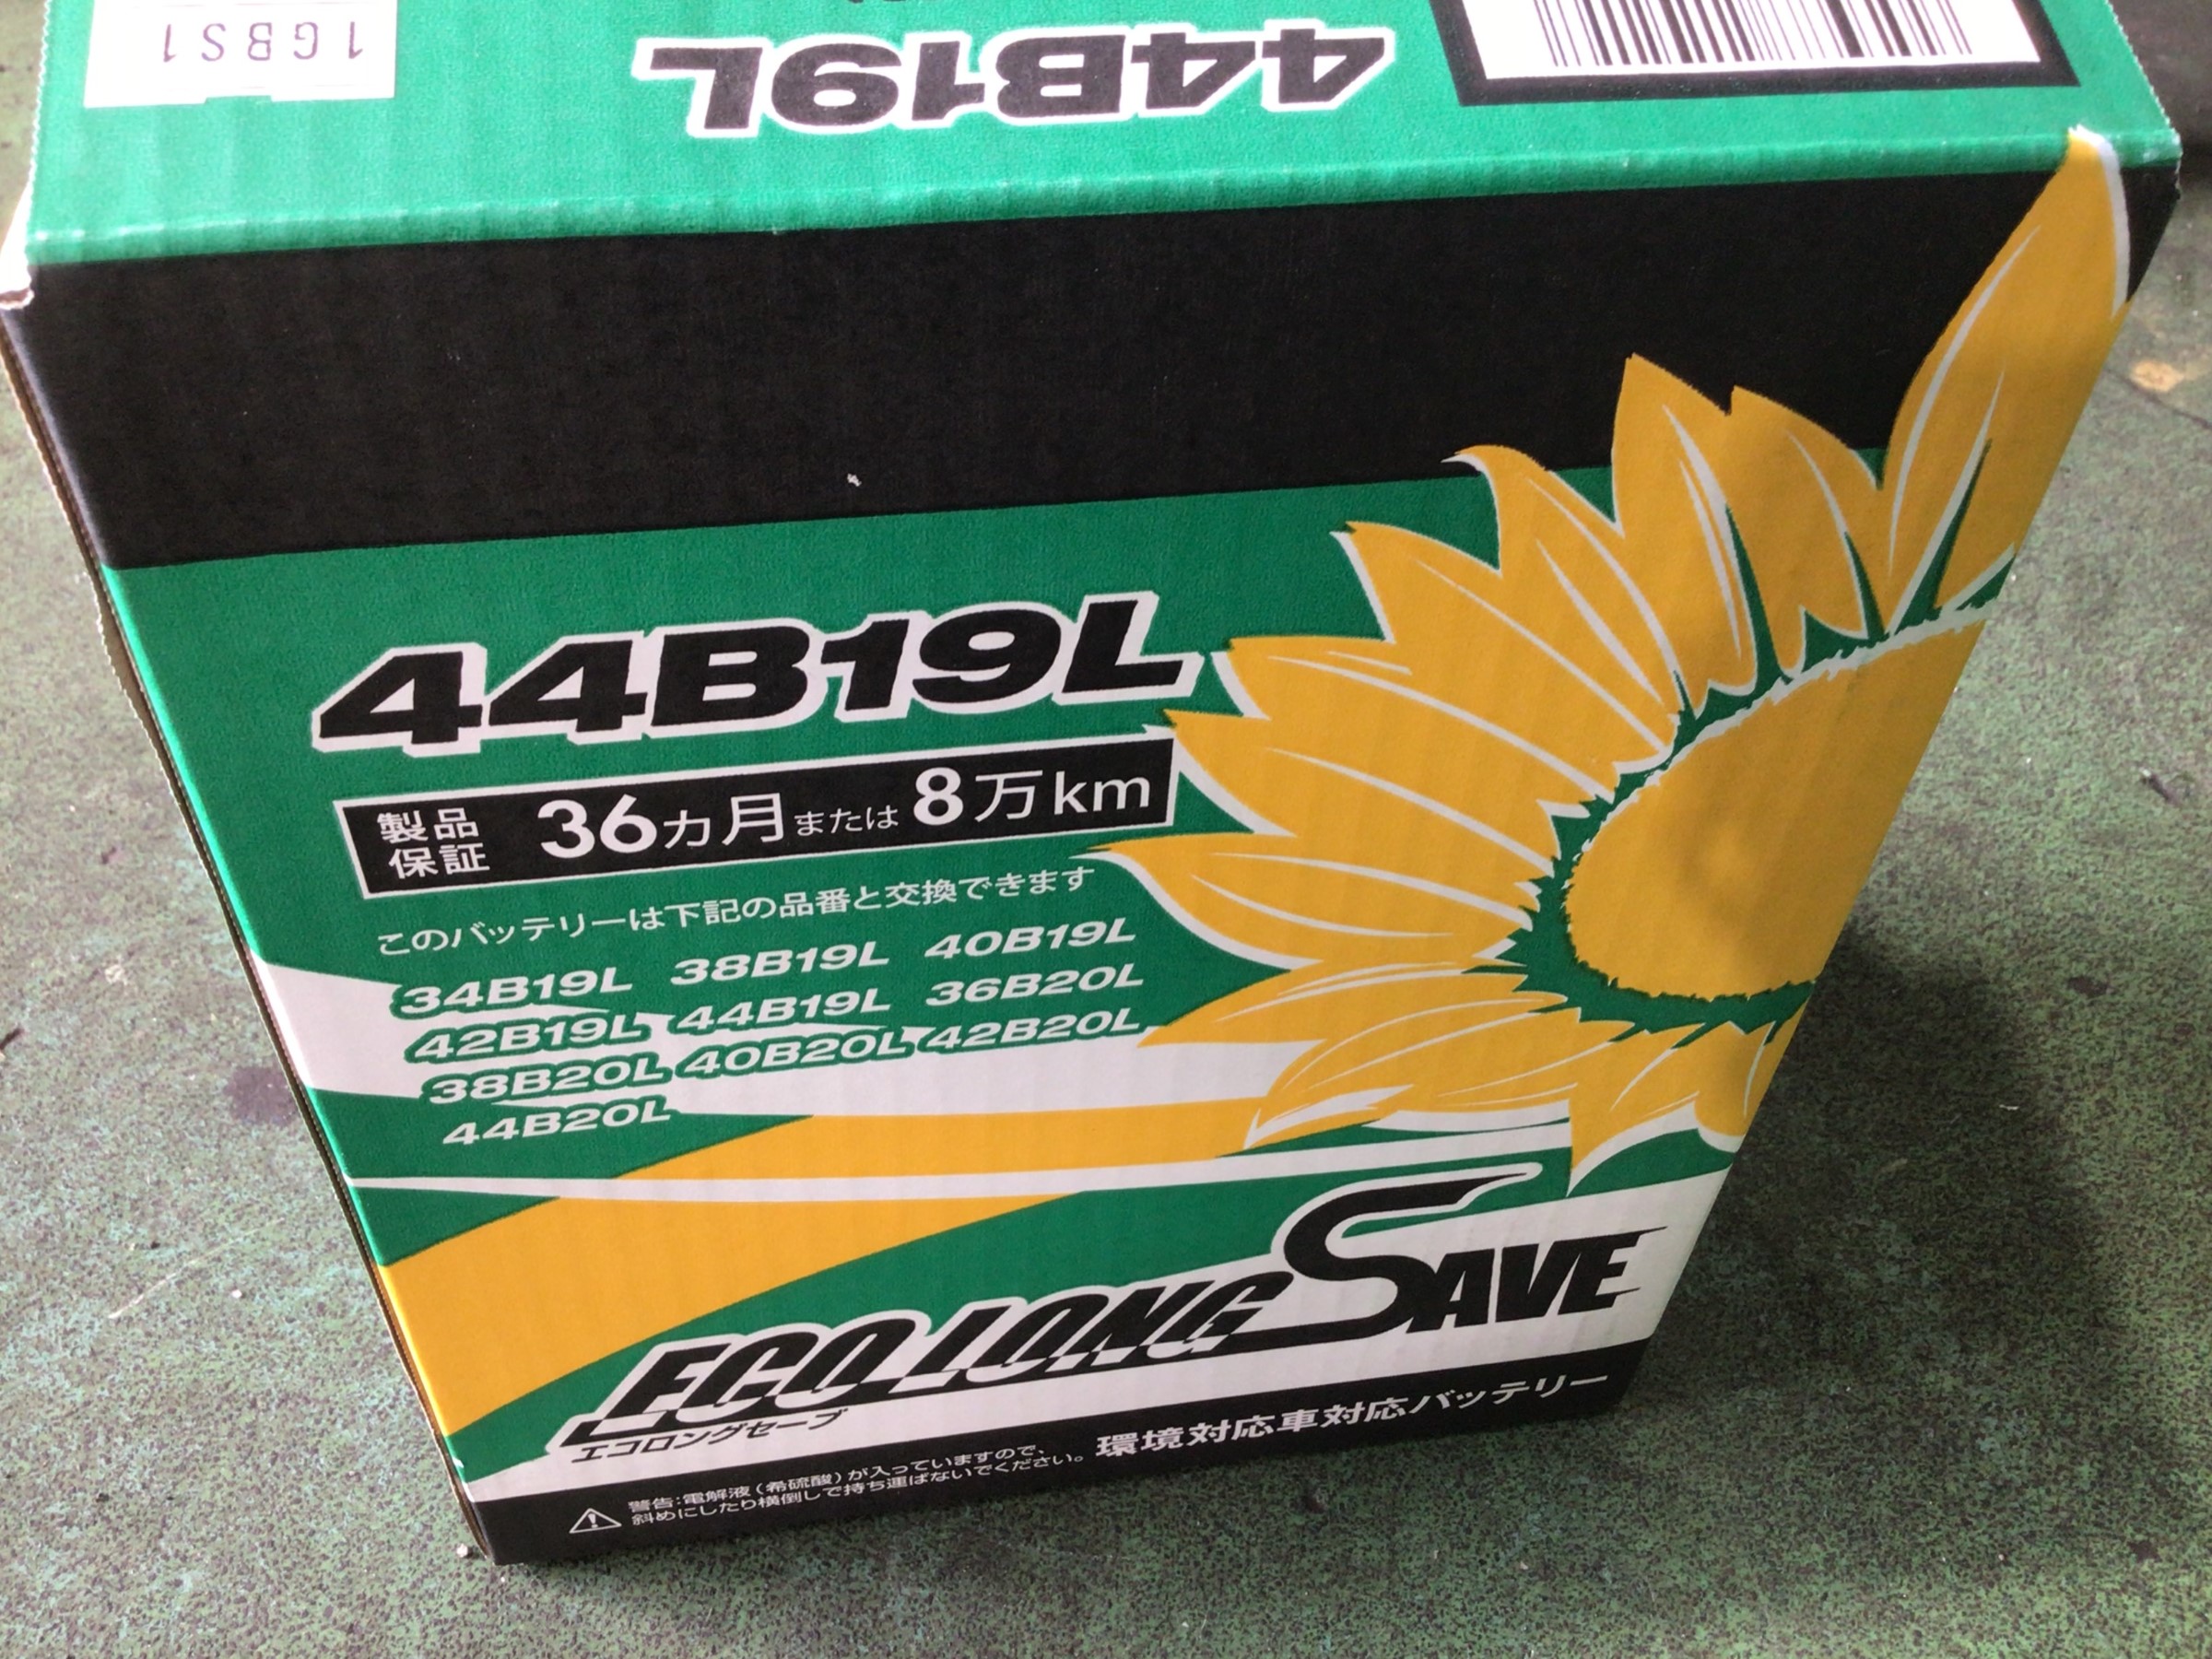 1GBS1
44B19L
44B19L
製品保証 36ヵ月または8万km
このバッテリーは下記の品番と交換できます
34B19L 38B19L 40B19L
42B19L 44B19L 36B20L
38B20L 40B20L 42B20L
44B20L
ECO LONG SAVE
エコロングセーブ
環境対応車対応バッテリー
警告:電解液(希硫酸)が入っていますので、
斜めにしたり横倒しで持ち運ばないでください。